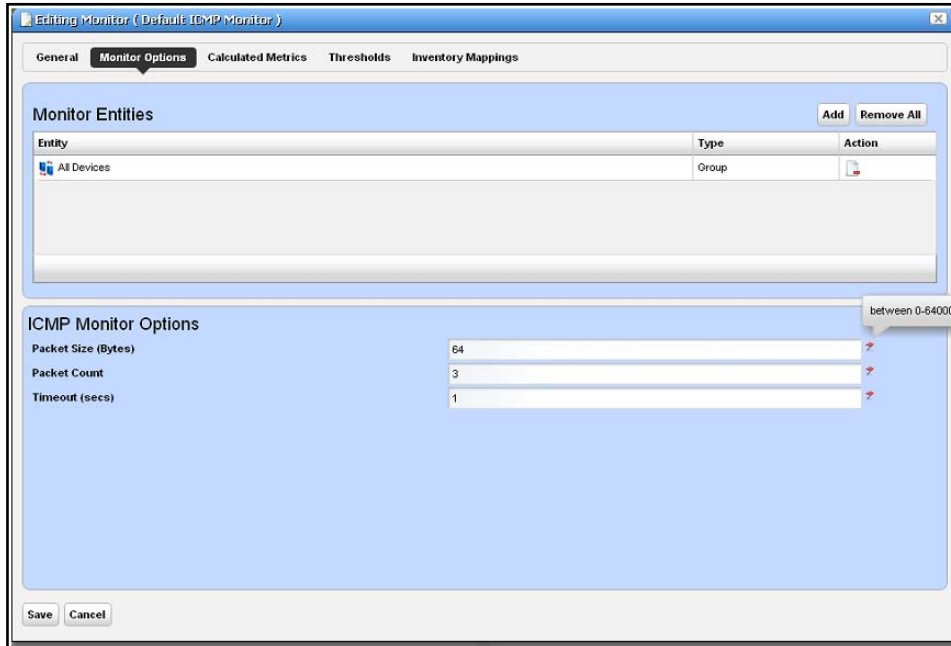 Editing Monitor ( Default ICMP Monitor )
General Monitor Options Calculated Metrics Thresholds Inventory Mappings
Monitor Entities Add Remove All
Entity Type Action
All Devices Group
between 0-64000
ICMP Monitor Options
Packet Size (Bytes) 64 ?
Packet Count 3 ?
Timeout (secs) 1 ?
Save Cancel